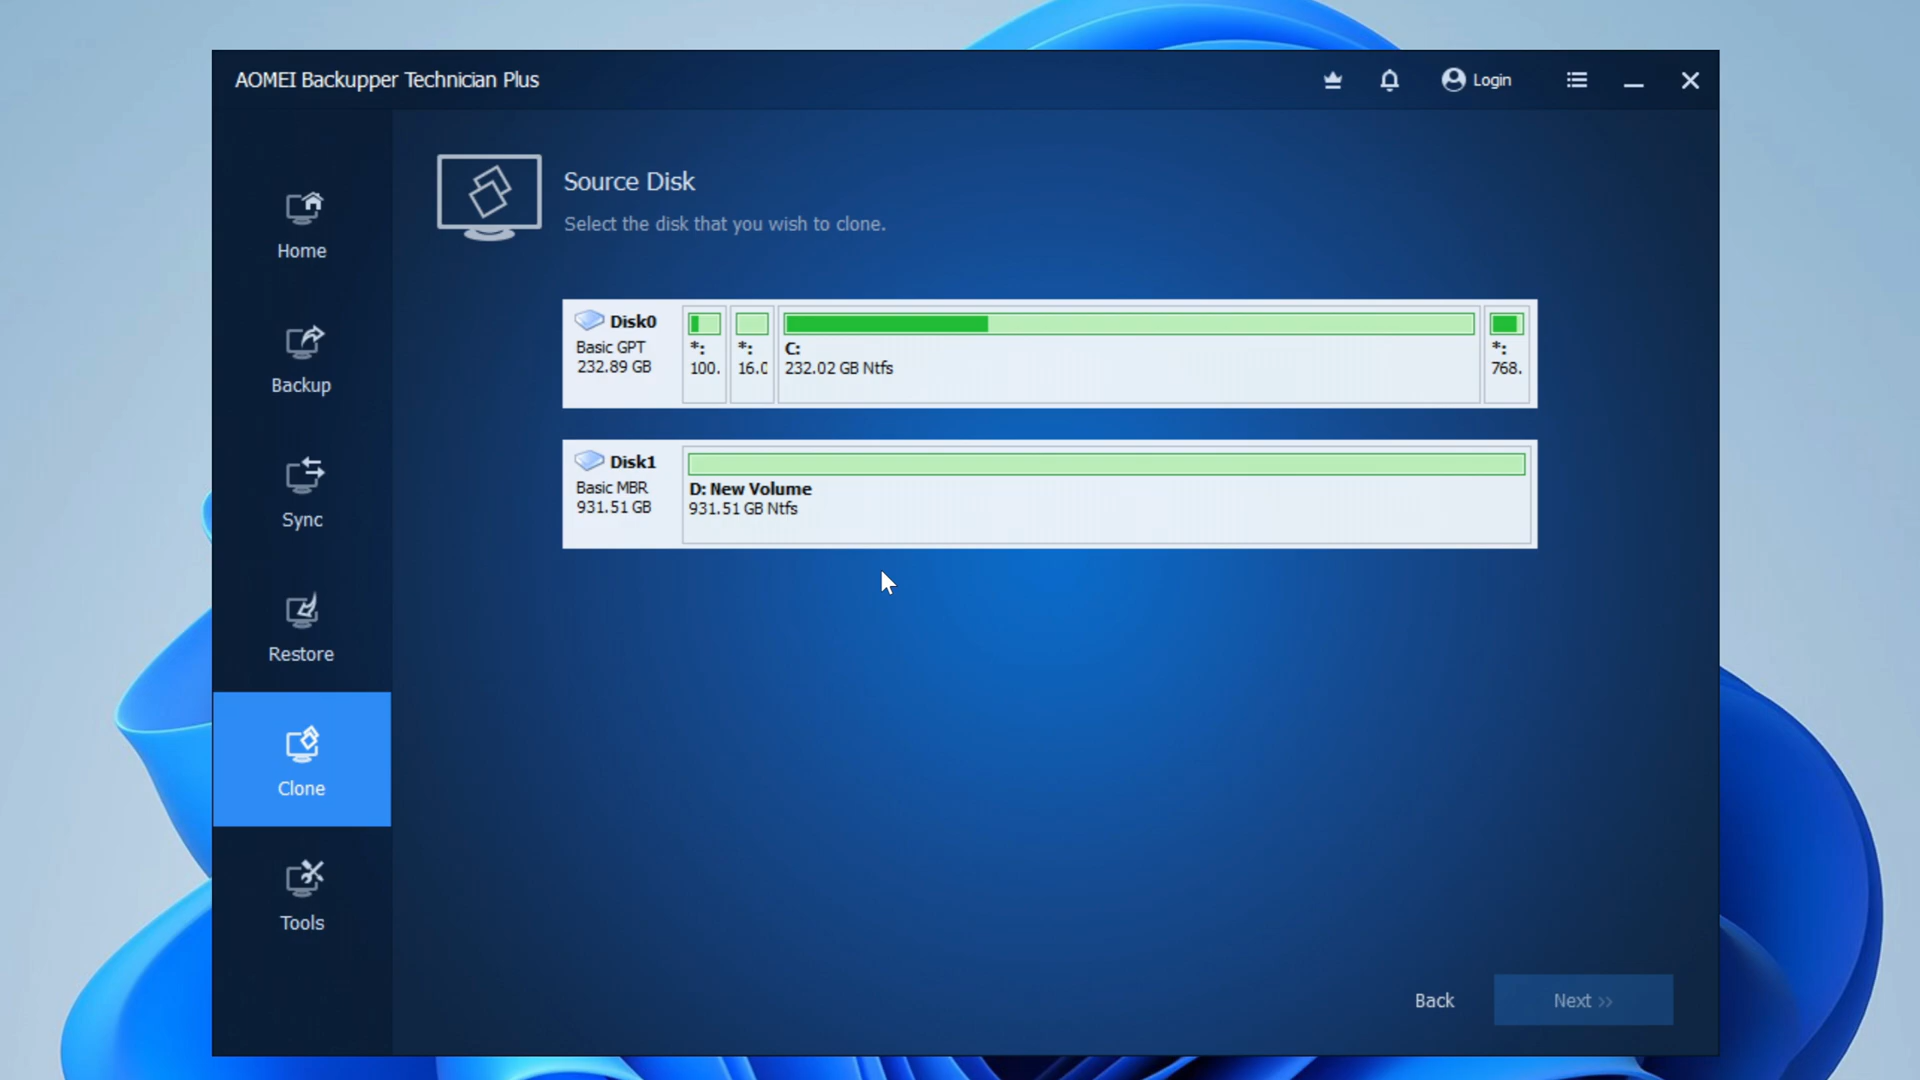 AOMEI Backupper Technician Plus
Login
Home
Backup
Sync
Restore
Clone
Tools
Source Disk
Select the disk that you wish to clone.
Disk0
Basic GPT
232.89 GB
*:
100.
*:
16.0
C:
232.02 GB Ntfs
*:
768.
Disk1
Basic MBR
931.51 GB
D: New Volume
931.51 GB Ntfs
Back
Next >>